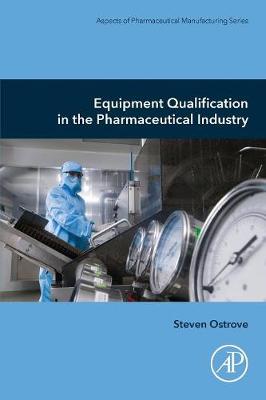 Aspects of Pharmaceutical Manufacturing Series
Equipment Qualification
in the Pharmaceutical Industry
Steven Ostrove
AP